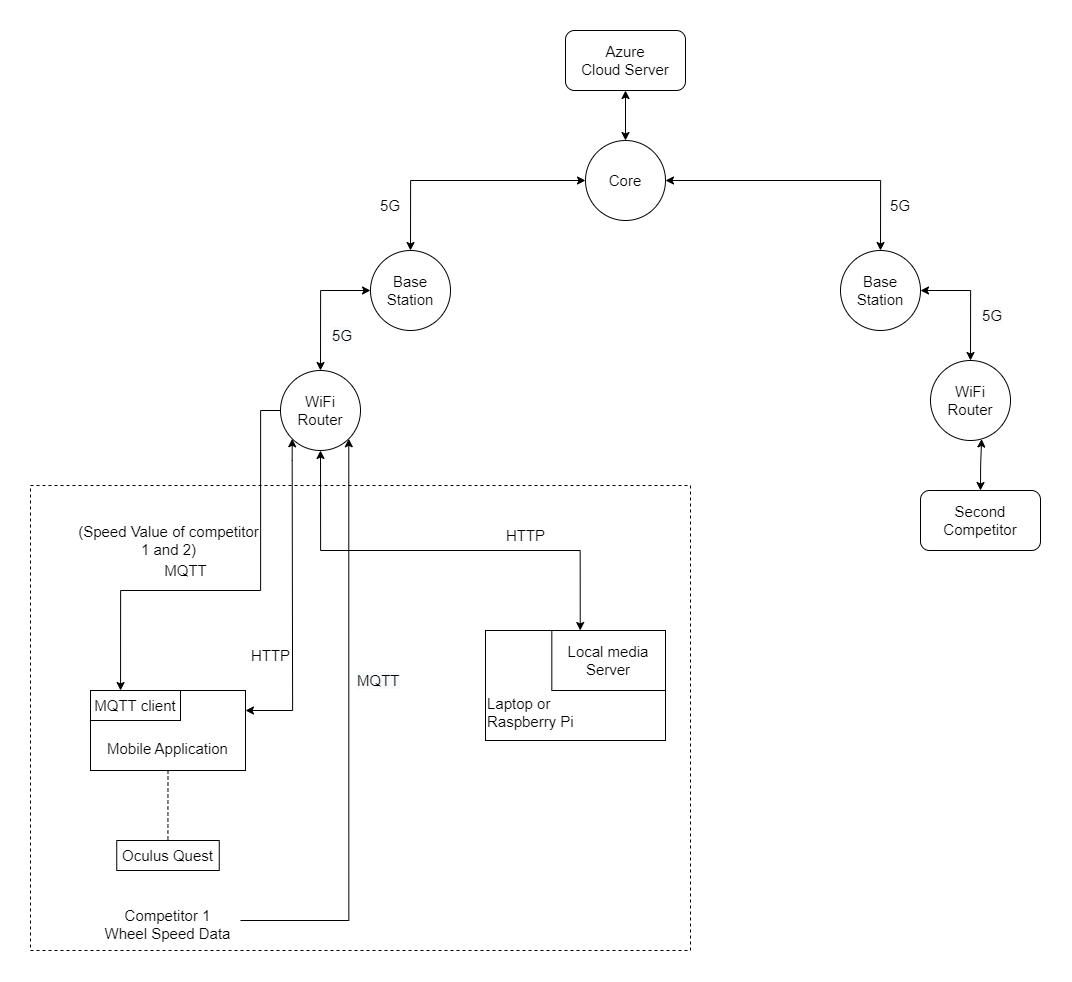 Azure
Cloud Server
Core
5G
5G
Base
Station
Base
Station
5G
5G
WiFi
Router
WiFi
Router
Second
Competitor
(Speed Value of competitor
1 and 2)
MQTT
HTTP
HTTP
MQTT
Local media
Server
Laptop or
Raspberry Pi
MQTT client
Mobile Application
Oculus Quest
Competitor 1
Wheel Speed Data